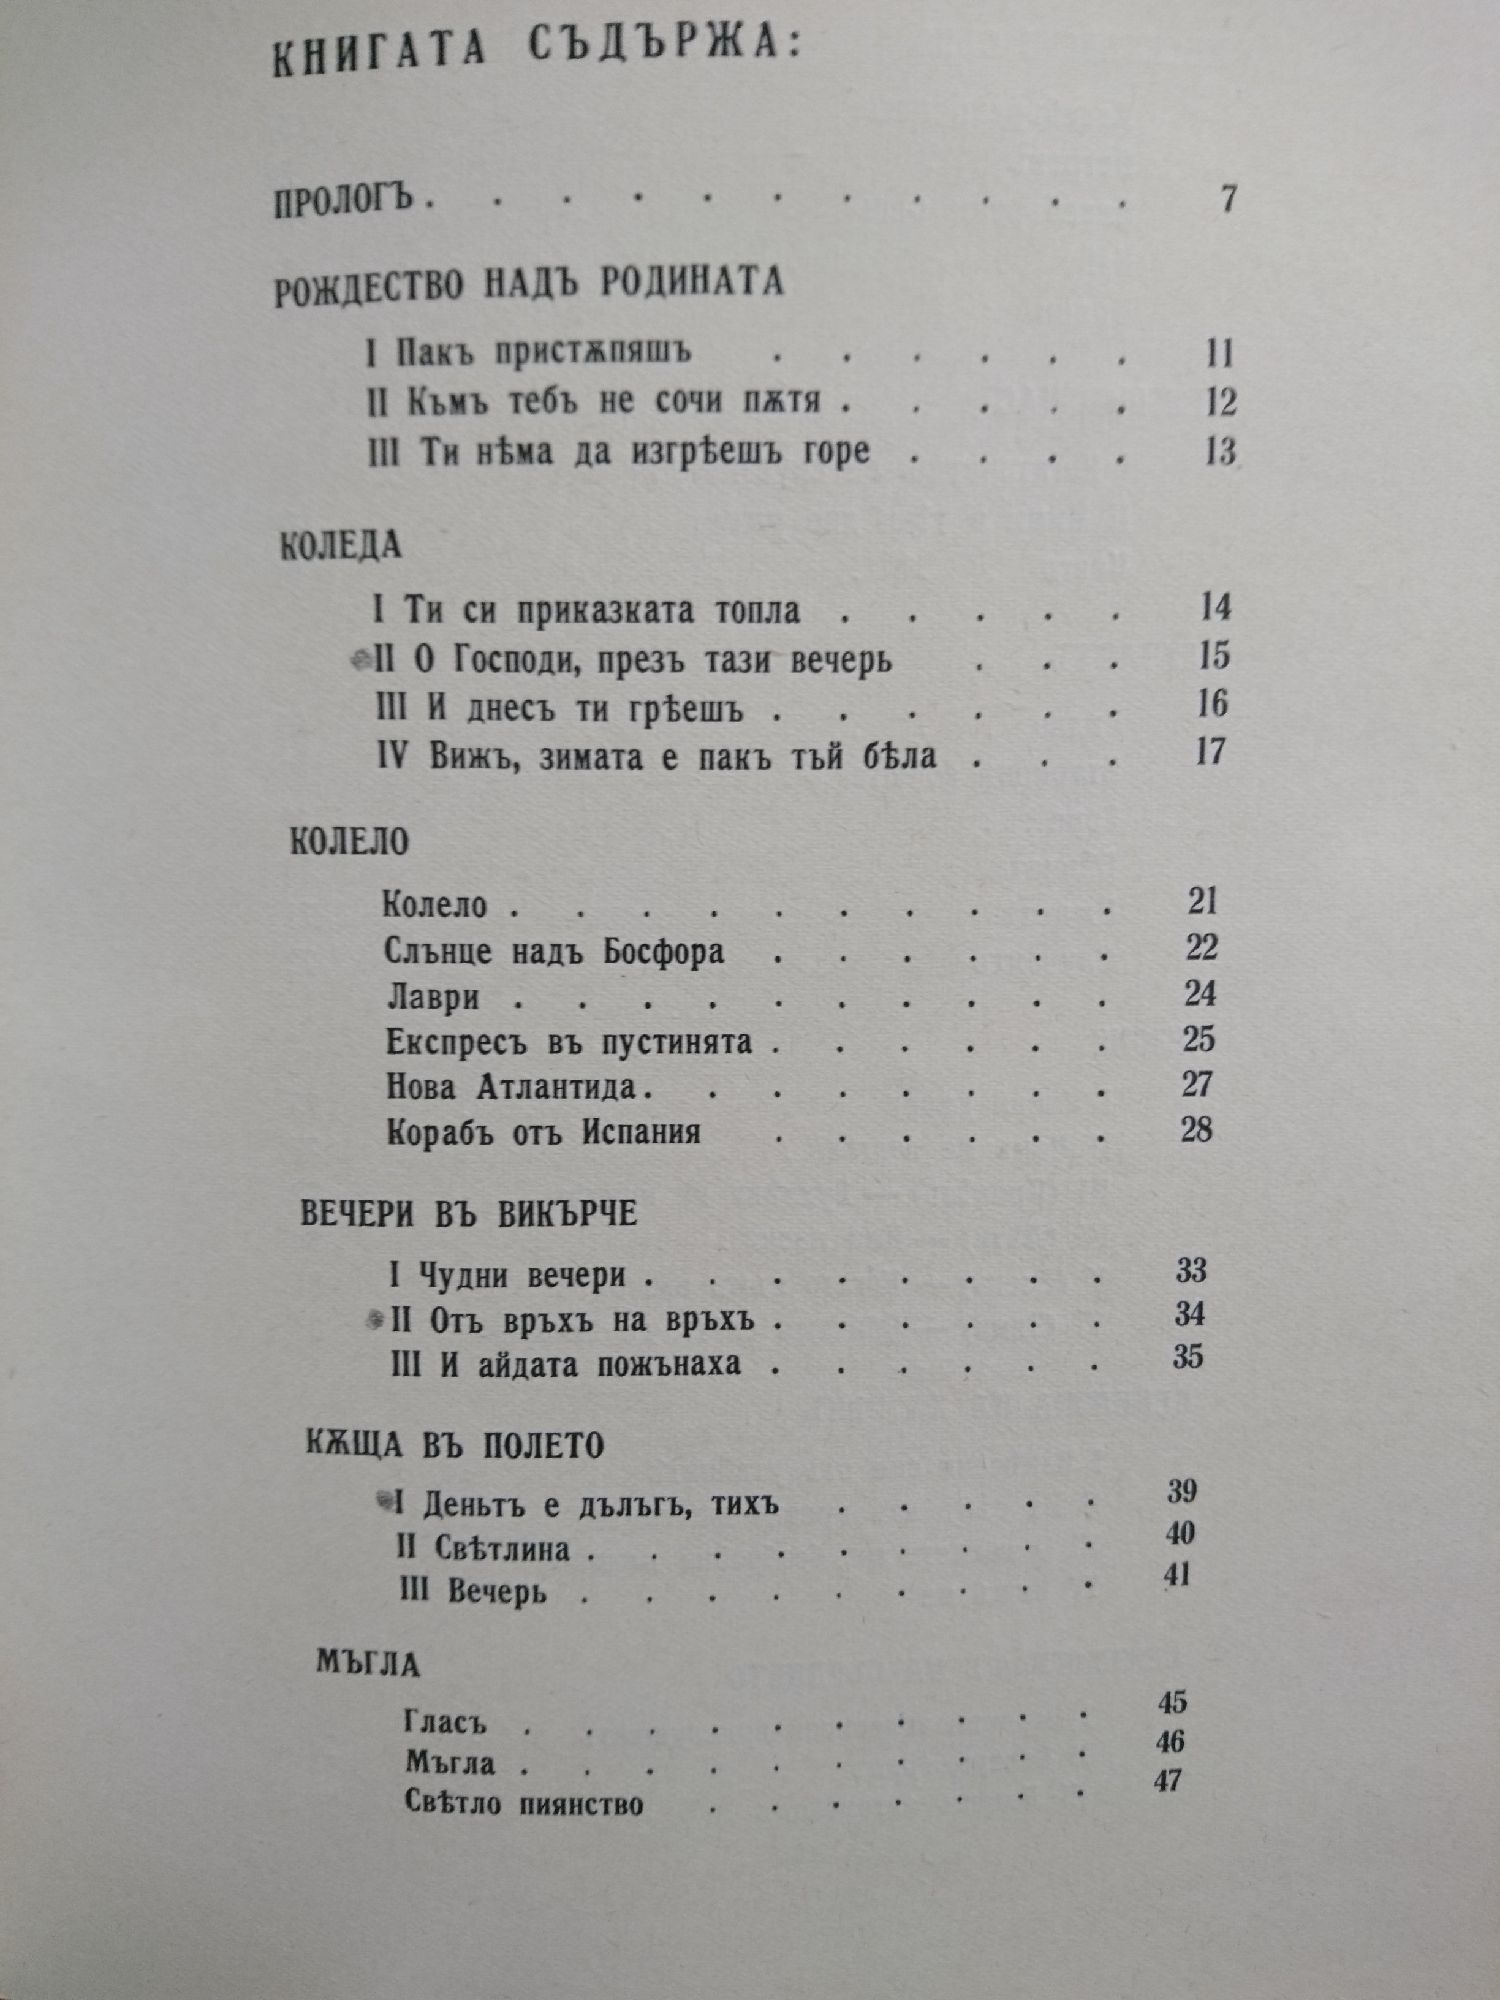 КНИГАТА СЪДЪРЖА:
ПРОЛОГЪ. . . . . . . . . . . 7
РОЖДЕСТВО НАДЪ РОДИНАТА
I Пакъ пристѫпяшъ . . . . . . 11
II Към​ъ тебъ не сочи пѫтя . . . . . 12
III Ти нѣма да изгрѣешъ горе . . . . 13
КОЛЕДА
I Ти си приказката топла . . . . . 14
II О Господи, презъ тази вечерь . . . 15
III И днесъ ти грѣешъ . . . . . . 16
IV Вижъ, зимата е пакъ тъй бѣла . . . 17
КОЛЕЛО
Колело . . . . . . . . . . 21
Слънце надъ Босфора . . . . . . 22
Лаври . . . . . . . . . . 24
Експресъ въ пустинята . . . . . . 25
Нова Атлантида. . . . . . . . 27
Корабъ отъ Испания . . . . . . 28
ВЕЧЕРИ ВЪ ВИКЪРЧЕ
I Чудни вечери . . . . . . . . 33
II Отъ връхъ на връхъ . . . . . . 34
III И айдата пожънаха . . . . . . 35
КѪЩА ВЪ ПОЛЕТО
I Деньтъ е дълъгъ, тихъ . . . . . 39
II Свѣтлина . . . . . . . . . 40
III Вечерь . . . . . . . . . 41
МЪГЛА
Гласъ . . . . . . . . . . 45
Мъгла . . . . . . . . . . 46
Свѣтло пиянство . . . . . . . 47